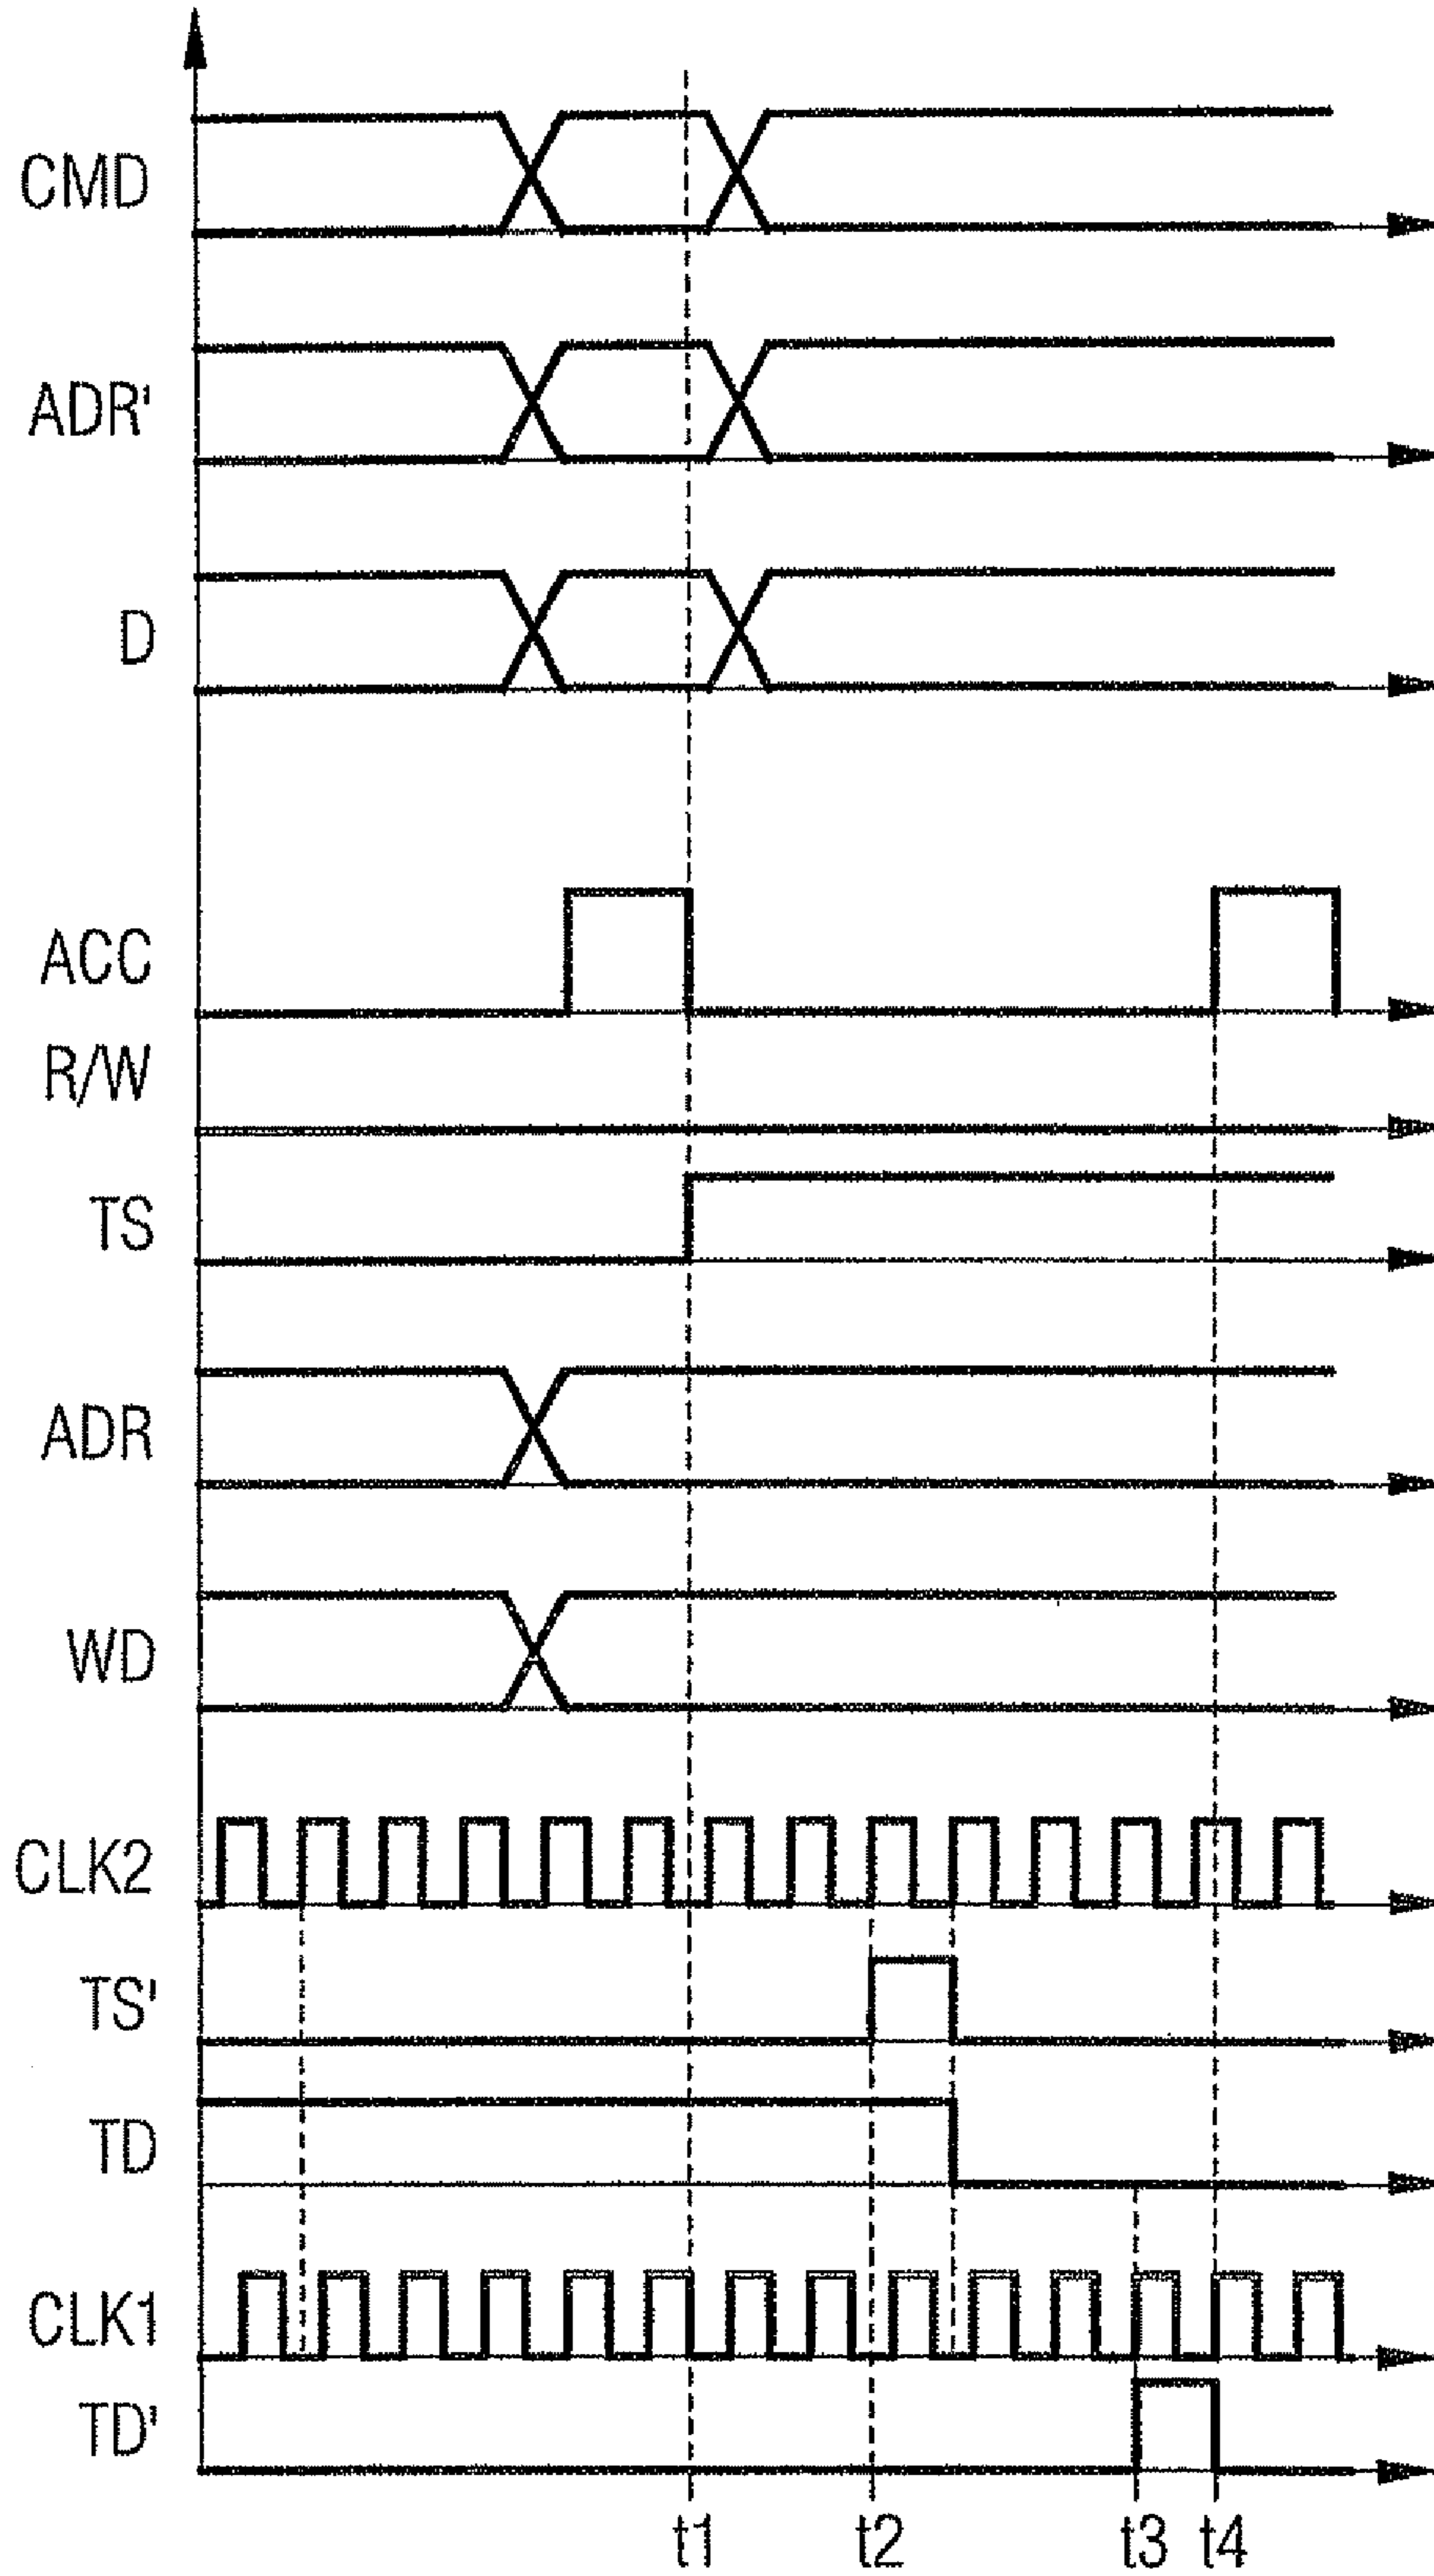 CMD
ADR'
D
ACC
R/W
TS
ADR
WD
CLK2
TS'
TD
CLK1
TD'
t1 t2 t3 t4